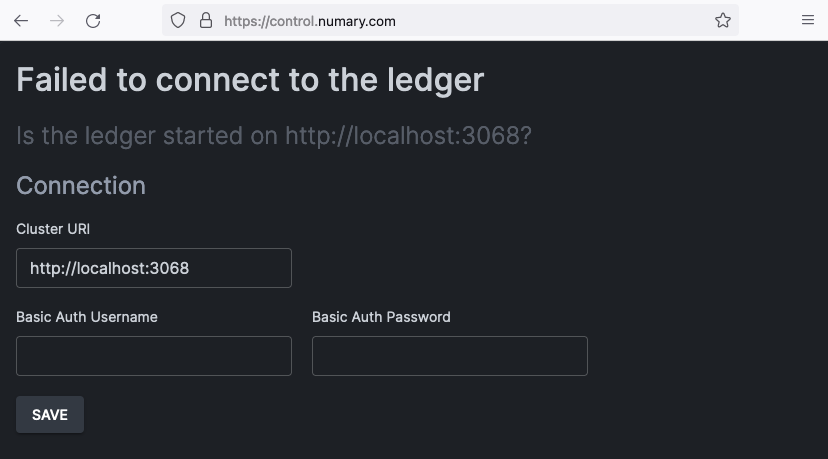 https://control.numary.com
Failed to connect to the ledger
Is the ledger started on http://localhost:3068?
Connection
Cluster URI
http://localhost:3068
Basic Auth Username Basic Auth Password
SAVE